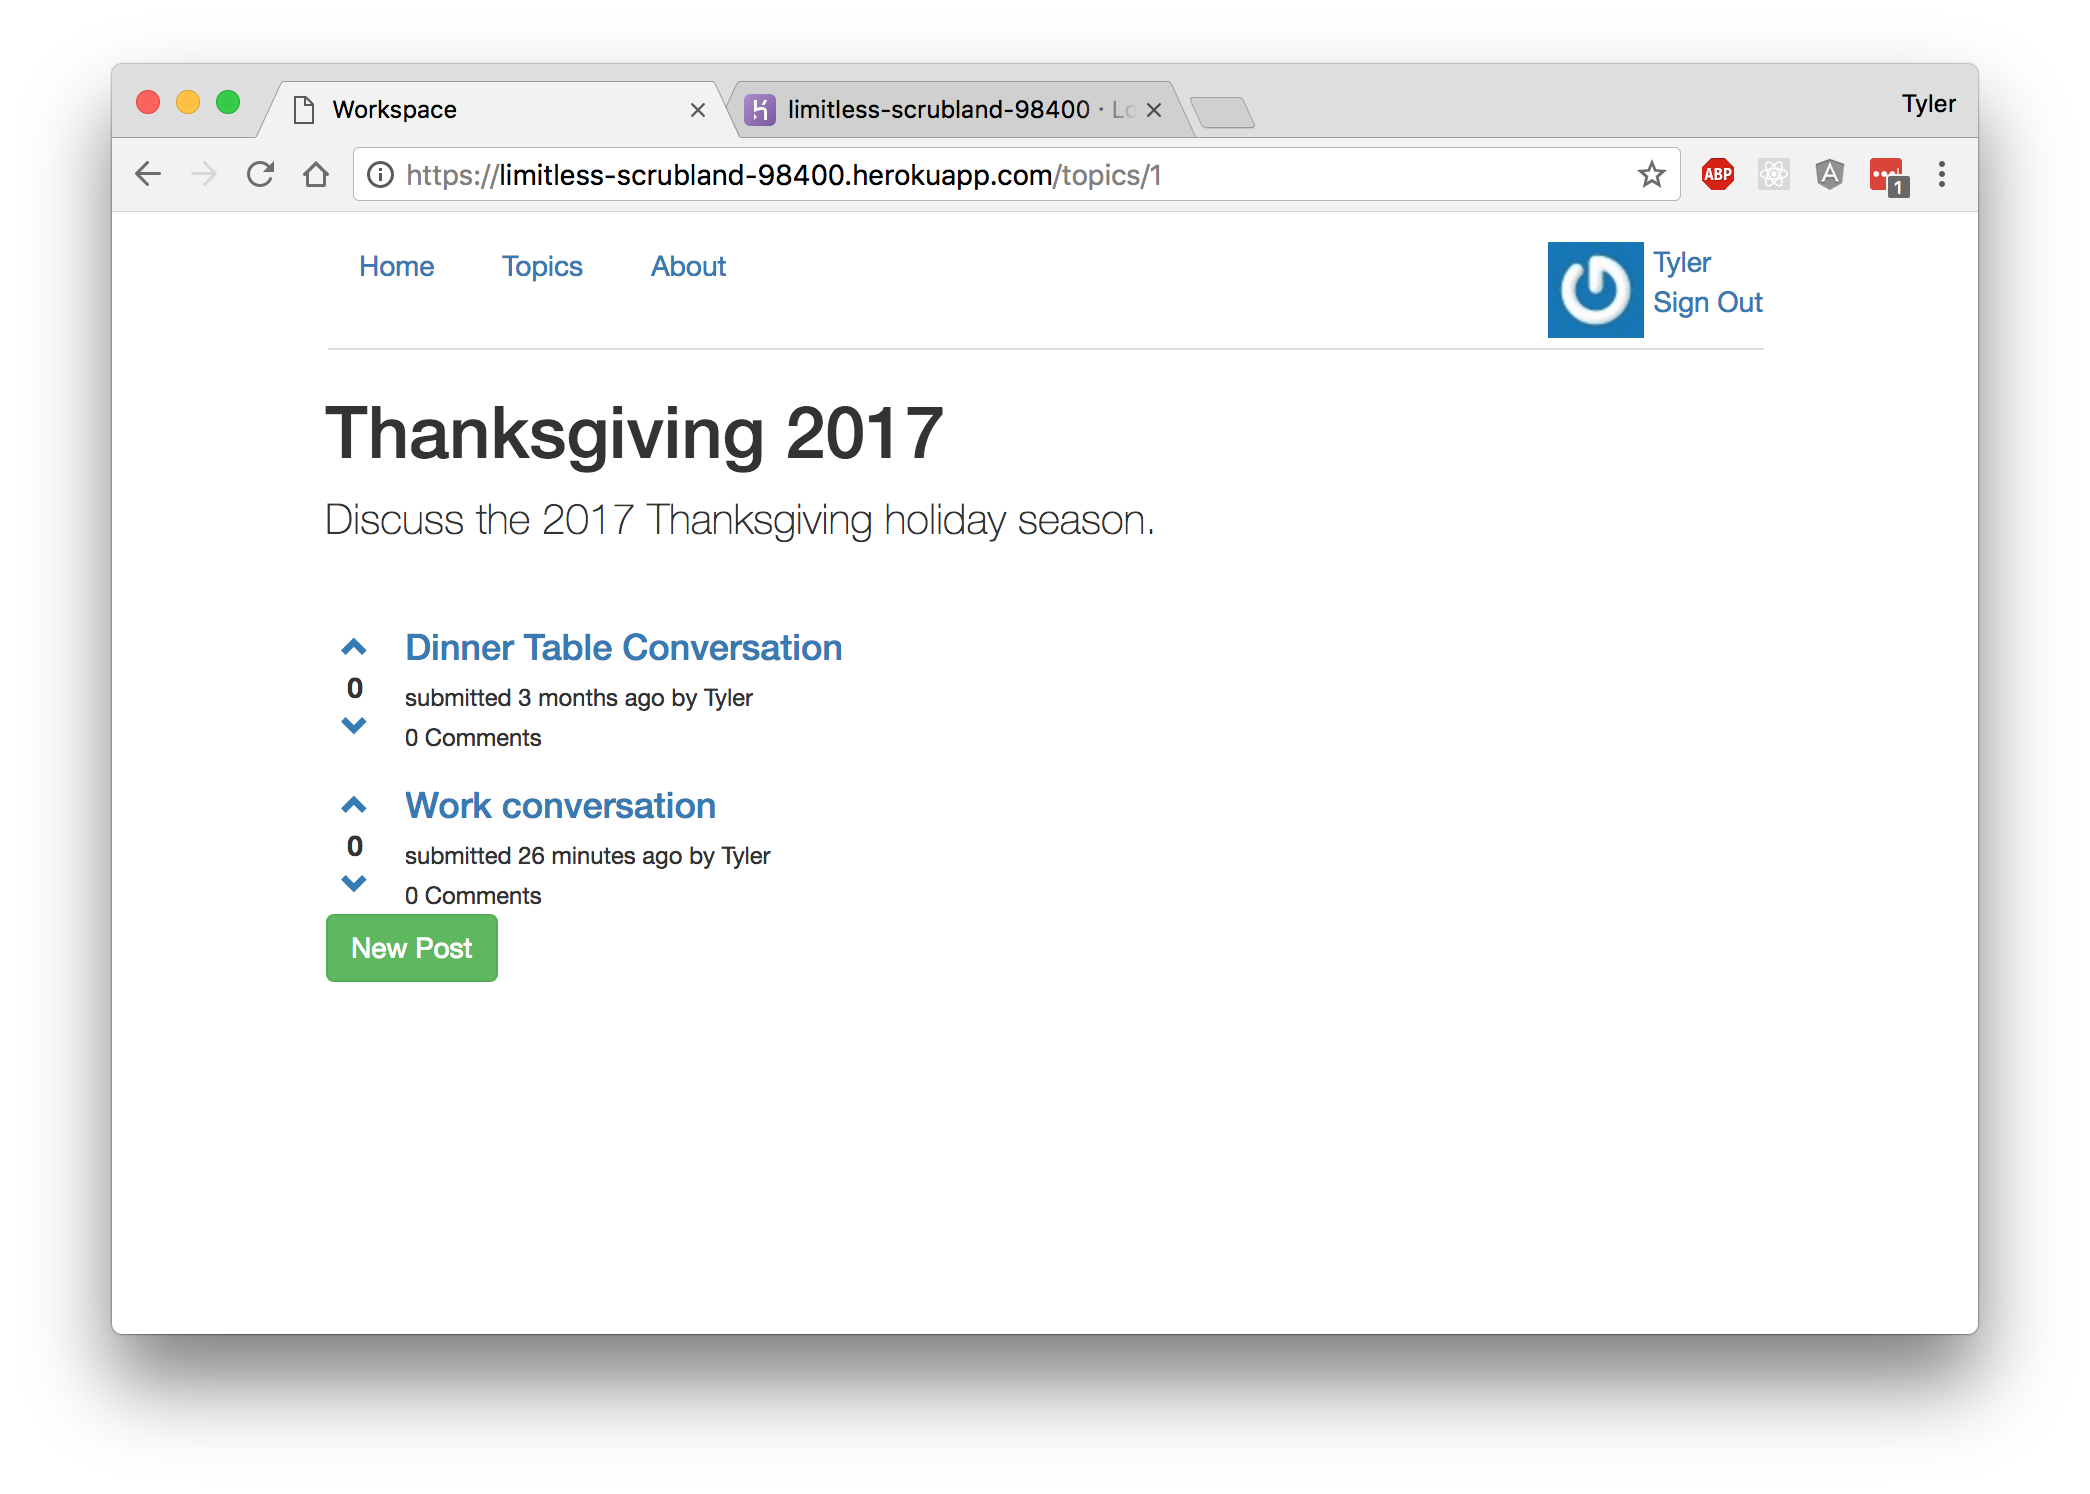 Workspace
limitless-scrubland-98400 · Lo
Tyler
https://limitless-scrubland-98400.herokuapp.com/topics/1
ABP
1
Home Topics About
Tyler
Sign Out
Thanksgiving 2017
Discuss the 2017 Thanksgiving holiday season.
Dinner Table Conversation
0
submitted 3 months ago by Tyler
0 Comments
Work conversation
0
submitted 26 minutes ago by Tyler
0 Comments
New Post